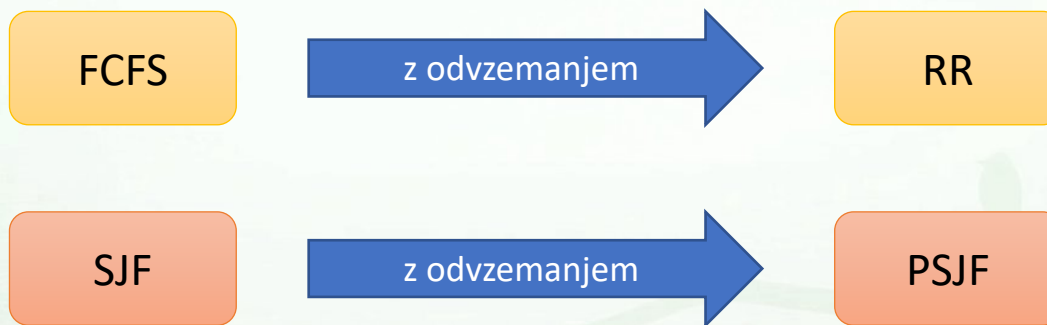 FCFS
z odvzemanjem
RR
SJF
z odvzemanjem
PSJF